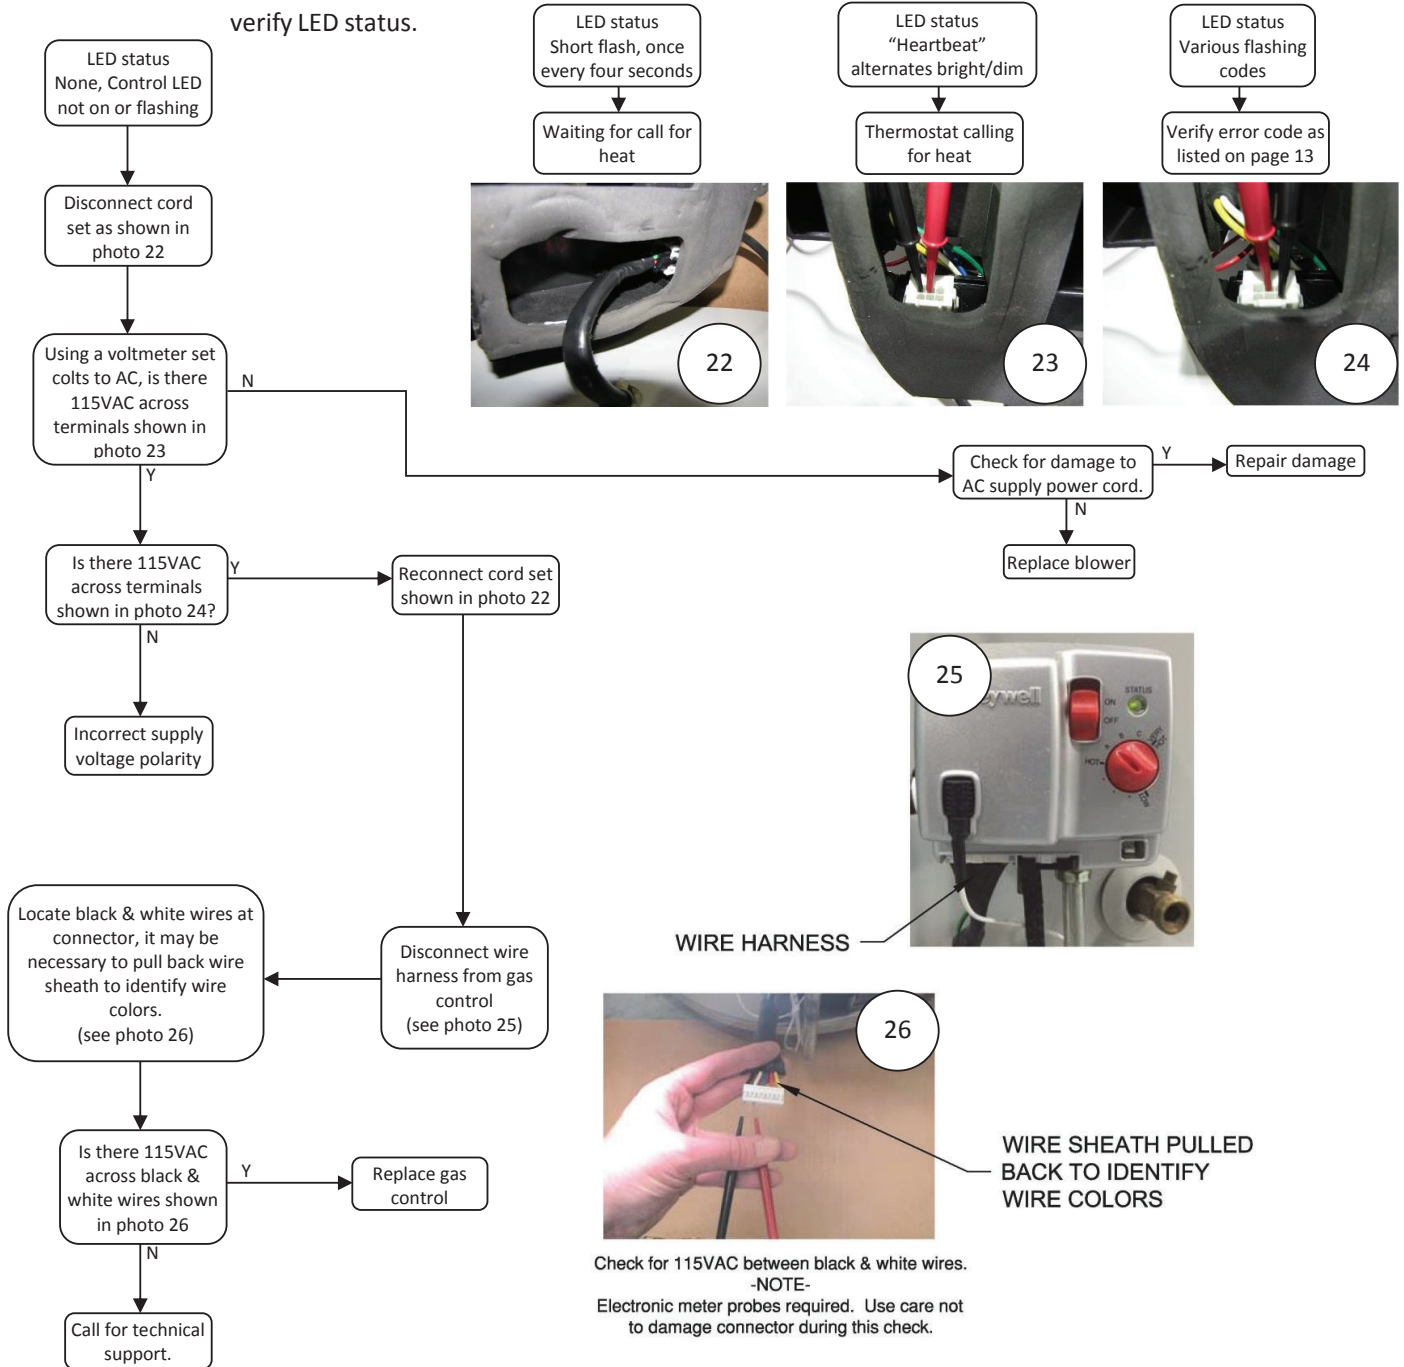 verify LED status.
LED status
None, Control LED
not on or flashing
LED status
Short flash, once
every four seconds
LED status
“Heartbeat”
alternates bright/dim
LED status
Various flashing
codes
Waiting for call for
heat
Thermostat calling
for heat
Verify error code as
listed on page 13
Disconnect cord
set as shown in
photo 22
22
23
24
Using a voltmeter set
colts to AC, is there
115VAC across
terminals shown in
photo 23
N
Y
Check for damage to
AC supply power cord.
Y
Repair damage
N
Replace blower
Is there 115VAC
across terminals
shown in photo 24?
Y
Reconnect cord set
shown in photo 22
N
Incorrect supply
voltage polarity
25
eywell
STATUS
ON
OFF
A
B
C
VERY
HOT
HOT
LOW
WIRE HARNESS
Locate black & white wires at
connector, it may be
necessary to pull back wire
sheath to identify wire
colors.
(see photo 26)
Disconnect wire
harness from gas
control
(see photo 25)
26
WIRE SHEATH PULLED
BACK TO IDENTIFY
WIRE COLORS
Is there 115VAC
across black &
white wires shown
in photo 26
Y
Replace gas
control
N
Call for technical
support.
Check for 115VAC between black & white wires.
-NOTE-
Electronic meter probes required. Use care not
to damage connector during this check.